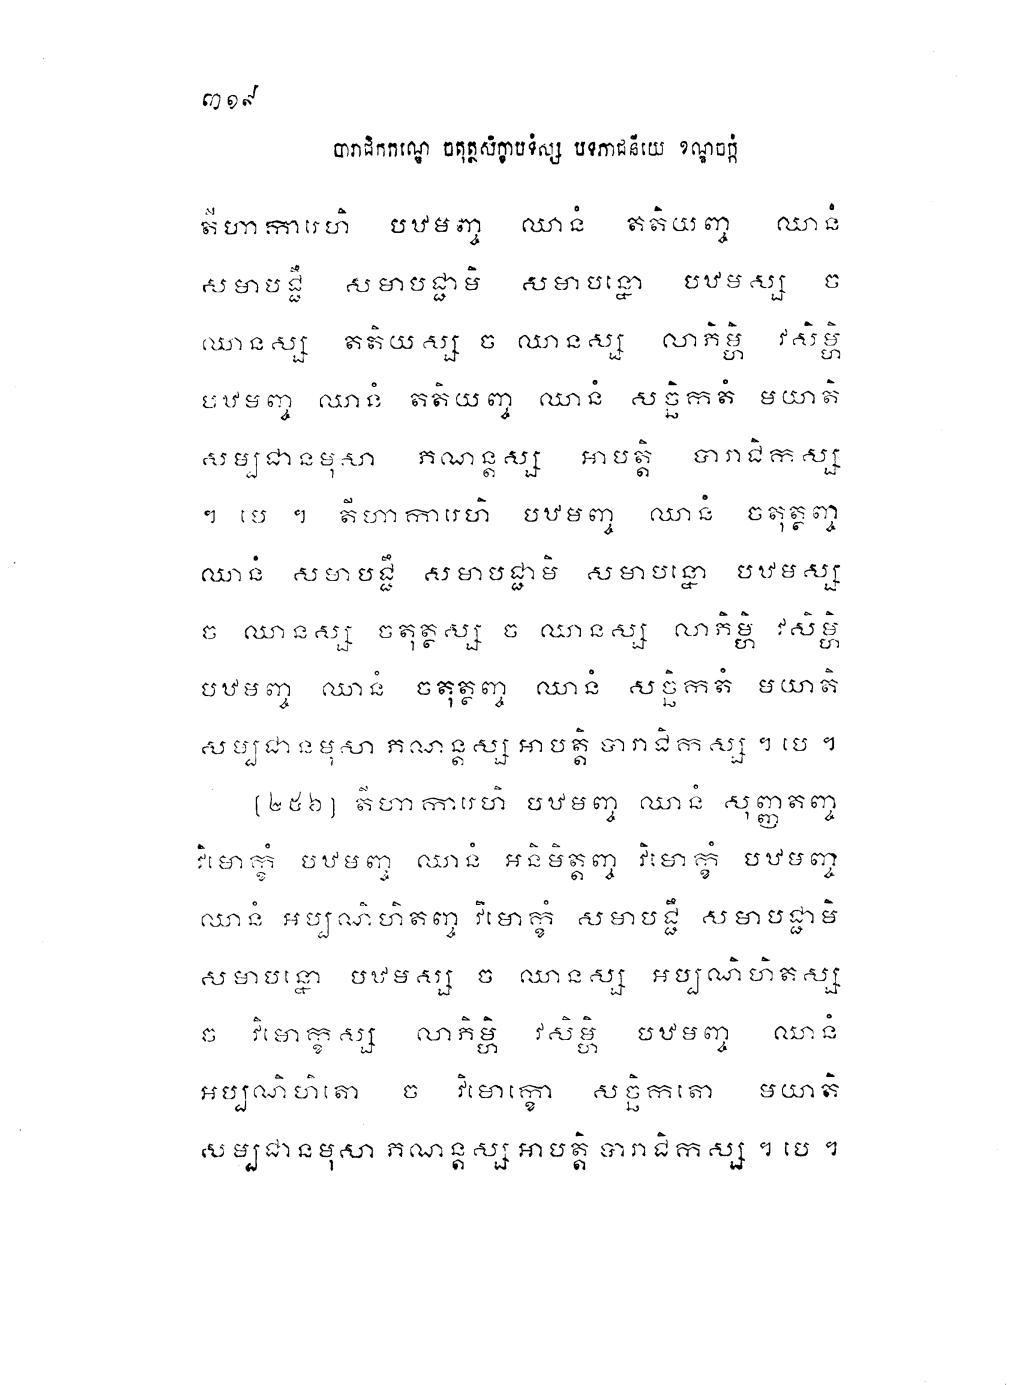 ៣១៩
បារាជិកកណ្ឌេ ចតុត្ថសិក្ខាបទំស្ស បទភាជនីយេ ខណ្ឌចក្កំ
តីហាការេហិ បឋមញ្ច ឈានំ តតិយញ្ច ឈានំ
សមាបជ្ជឹ សមាបជ្ជាមិ សមាបន្នោ បឋមស្ស ច
ឈានស្ស តតិយស្ស ច ឈានស្ស លាភិម្ហិ វសិម្ហិ
បឋមញ្ច ឈានំ តតិយញ្ច ឈានំ សច្ឆិកតំ មយាតិ
សម្បជានមុសា ភណន្តស្ស អាបត្តិ បារាជិកស្ស
ៗ បេ ៗ តីហាការេហិ បឋមញ្ច ឈានំ ចតុត្ថញ្ច
ឈានំ សមាបជ្ជឹ សមាបជ្ជាមិ សមាបន្នោ បឋមស្ស
ច ឈានស្ស ចតុត្ថស្ស ច ឈានស្ស លាភិម្ហិ វសិម្ហិ
បឋមញ្ច ឈានំ ចតុត្ថញ្ច ឈានំ សច្ឆិកតំ មយាតិ
សម្បជានមុសា ភណន្តស្ស អាបត្តិ បារាជិកស្ស ៗ បេ ៗ
[២៥៦] តីហាការេហិ បឋមញ្ច ឈានំ សុញ្ញតញ្ច
វិមោក្ខំ បឋមញ្ច ឈានំ អនិមិត្តញ្ច វិមោក្ខំ បឋមញ្ច
ឈានំ អប្បណិហិតញ្ច វិមោក្ខំ សមាបជ្ជឹ សមាបជ្ជាមិ
សមាបន្នោ បឋមស្ស ច ឈានស្ស អប្បណិហិតស្ស
ច វិមោក្ខស្ស លាភិម្ហិ វសិម្ហិ បឋមញ្ច ឈានំ
អប្បណិហិតោ ច វិមោក្ខោ សច្ឆិកតោ មយាតិ
សម្បជានមុសា ភណន្តស្ស អាបត្តិ បារាជិកស្ស ៗ បេ ៗ